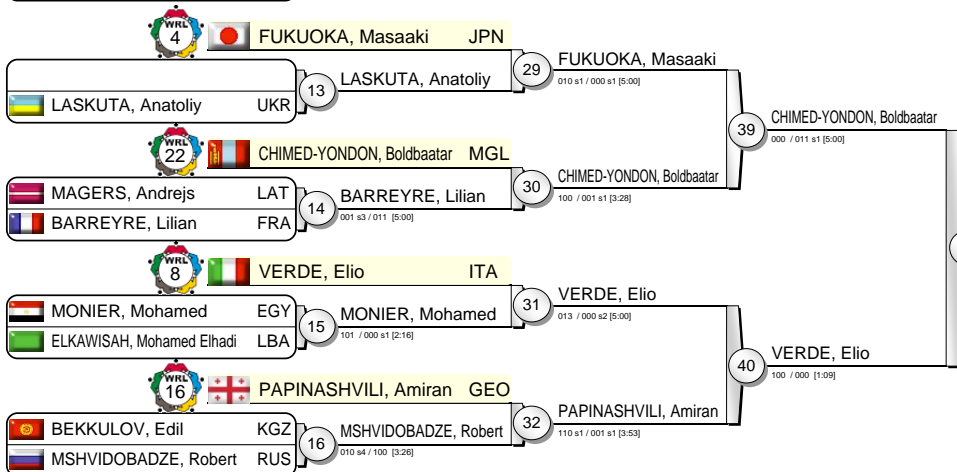 WRL
4
FUKUOKA, Masaaki JPN
LASKUTA, Anatoliy UKR
13
LASKUTA, Anatoliy
29
FUKUOKA, Masaaki
010 s1 / 000 s1 [5:00]
WRL
22
CHIMED-YONDON, Boldbaatar MGL
MAGERS, Andrejs LAT
BARREYRE, Lilian FRA
14
BARREYRE, Lilian
001 s3 / 011 [5:00]
30
CHIMED-YONDON, Boldbaatar
100 / 001 s1 [3:28]
39
CHIMED-YONDON, Boldbaatar
000 / 011 s1 [5:00]
WRL
8
VERDE, Elio ITA
MONIER, Mohamed EGY
ELKAWISAH, Mohamed Elhadi LBA
15
MONIER, Mohamed
101 / 000 s1 [2:16]
31
VERDE, Elio
013 / 000 s2 [5:00]
WRL
16
PAPINASHVILI, Amiran GEO
BEKKULOV, Edil KGZ
MSHVIDOBADZE, Robert RUS
16
MSHVIDOBADZE, Robert
010 s4 / 100 [3:26]
32
PAPINASHVILI, Amiran
110 s1 / 001 s1 [3:53]
40
VERDE, Elio
100 / 000 [1:09]